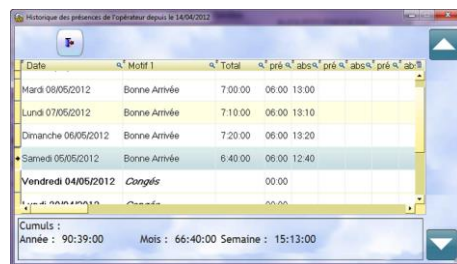 Historique des présences de l'opérateur depuis le 14/04/2012
Date Motif 1 Total pré abs pré abs pré abs
Mardi 08/05/2012 Bonne Arrivée 7:00:00 06:00 13:00
Lundi 07/05/2012 Bonne Arrivée 7:10:00 06:00 13:10
Dimanche 06/05/2012 Bonne Arrivée 7:20:00 06:00 13:20
Samedi 05/05/2012 Bonne Arrivée 6:40:00 06:00 12:40
Vendredi 04/05/2012 Congés 00:00
Cumuls :
Année : 90:39:00 Mois : 66:40:00 Semaine : 15:13:00